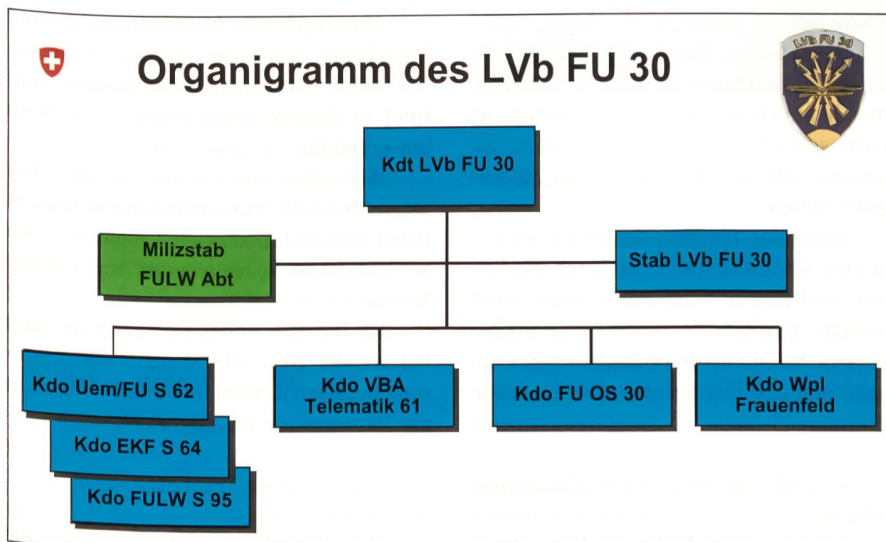 Organigramm des LVb FU 30
LVb FU 30
Kdt LVb FU 30
Milizstab
FULW Abt
Stab LVb FU 30
Kdo Uem/FU S 62
Kdo EKF S 64
Kdo FULW S 95
Kdo VBA
Telematik 61
Kdo FU OS 30
Kdo Wpl
Frauenfeld